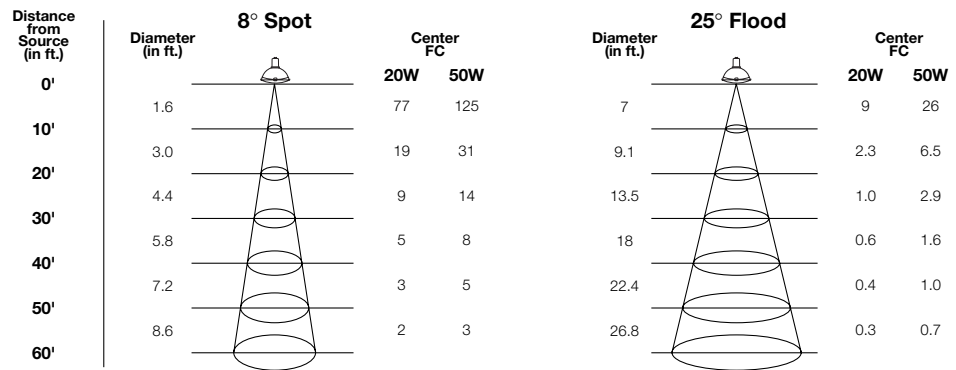 Distance
from
Source
(in ft.)
8° Spot
25° Flood
Diameter
(in ft.)
Center
FC
Diameter
(in ft.)
Center
FC
20W 50W
20W 50W
0'
1.6 77 125 7 9 26
10'
3.0 19 31 9.1 2.3 6.5
20'
4.4 9 14 13.5 1.0 2.9
30'
5.8 5 8 18 0.6 1.6
40'
7.2 3 5 22.4 0.4 1.0
50'
8.6 2 3 26.8 0.3 0.7
60'